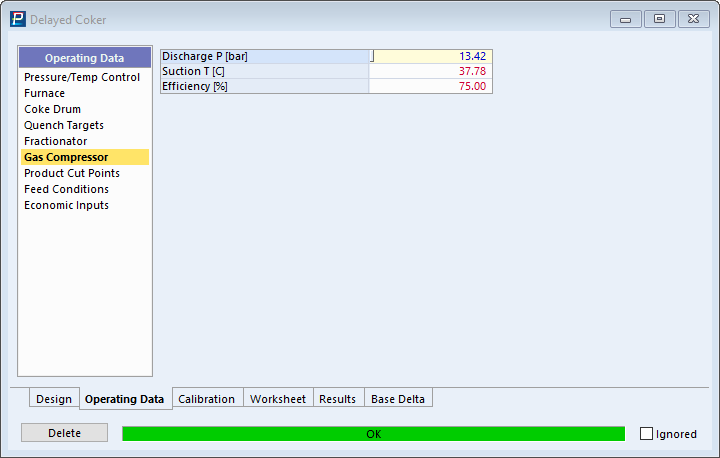 Delayed Coker
Operating Data
Pressure/Temp Control
Furnace
Coke Drum
Quench Targets
Fractionator
Gas Compressor
Product Cut Points
Feed Conditions
Economic Inputs
Discharge P [bar] 13.42
Suction T [C] 37.78
Efficiency [%] 75.00
Design Operating Data Calibration Worksheet Results Base Delta
Delete OK Ignored